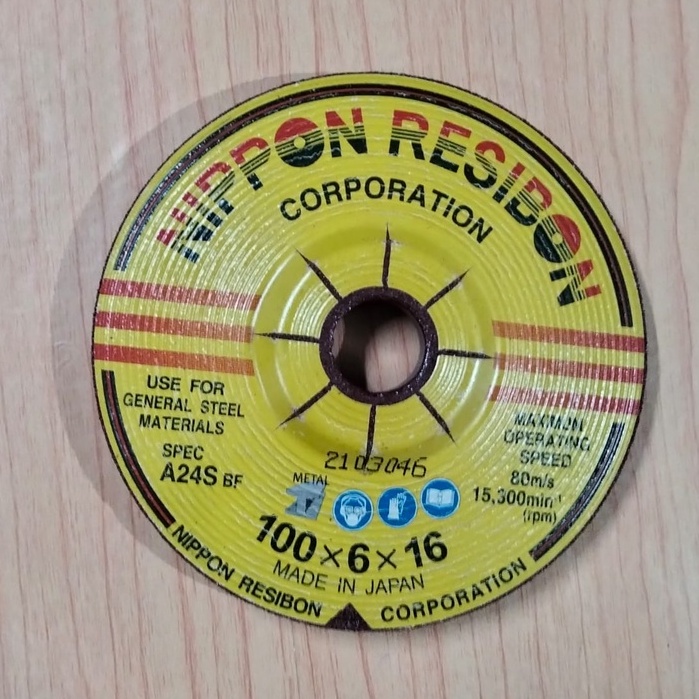 NIPPON RESIBON
CORPORATION
USE FOR
GENERAL STEEL
MATERIALS
SPEC
A24S BF
MAXIMUM
OPERATING
SPEED
80m/s
15,300min⁻¹
(rpm)
2103046
METAL
100×6×16
MADE IN JAPAN
NIPPON RESIBON CORPORATION